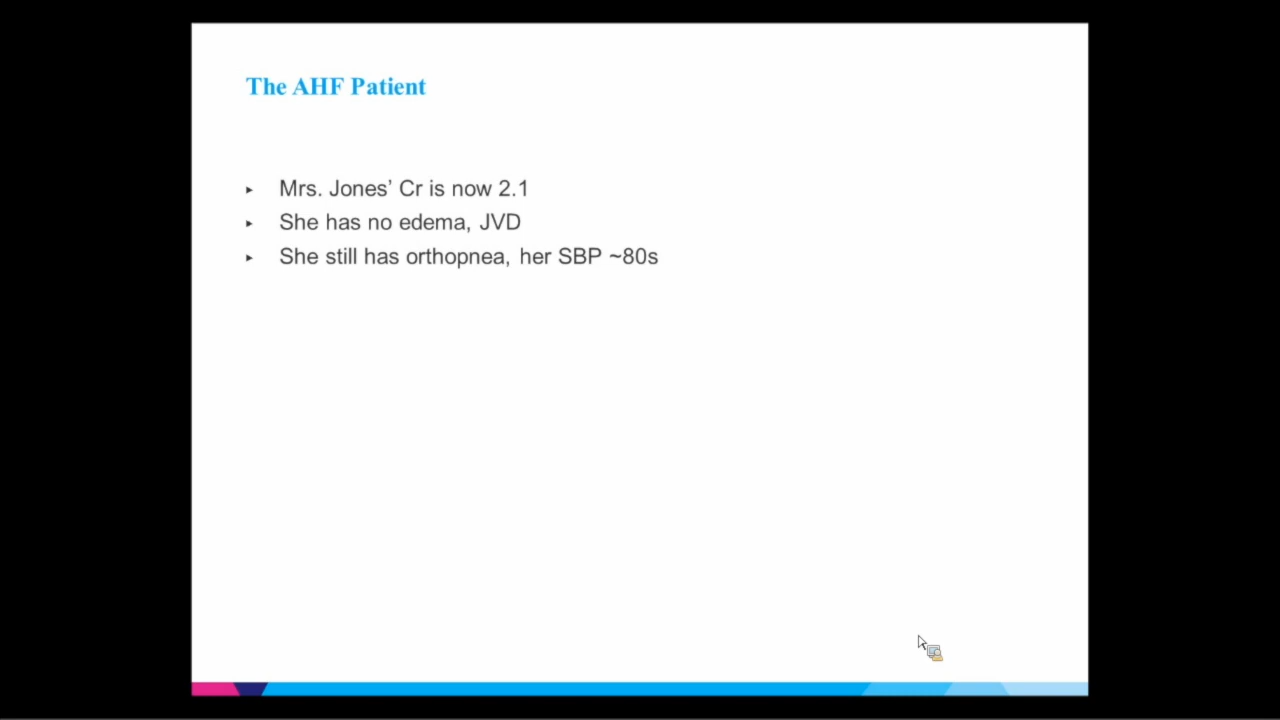 The AHF Patient
Mrs. Jones’ Cr is now 2.1
She has no edema, JVD
She still has orthopnea, her SBP ~80s